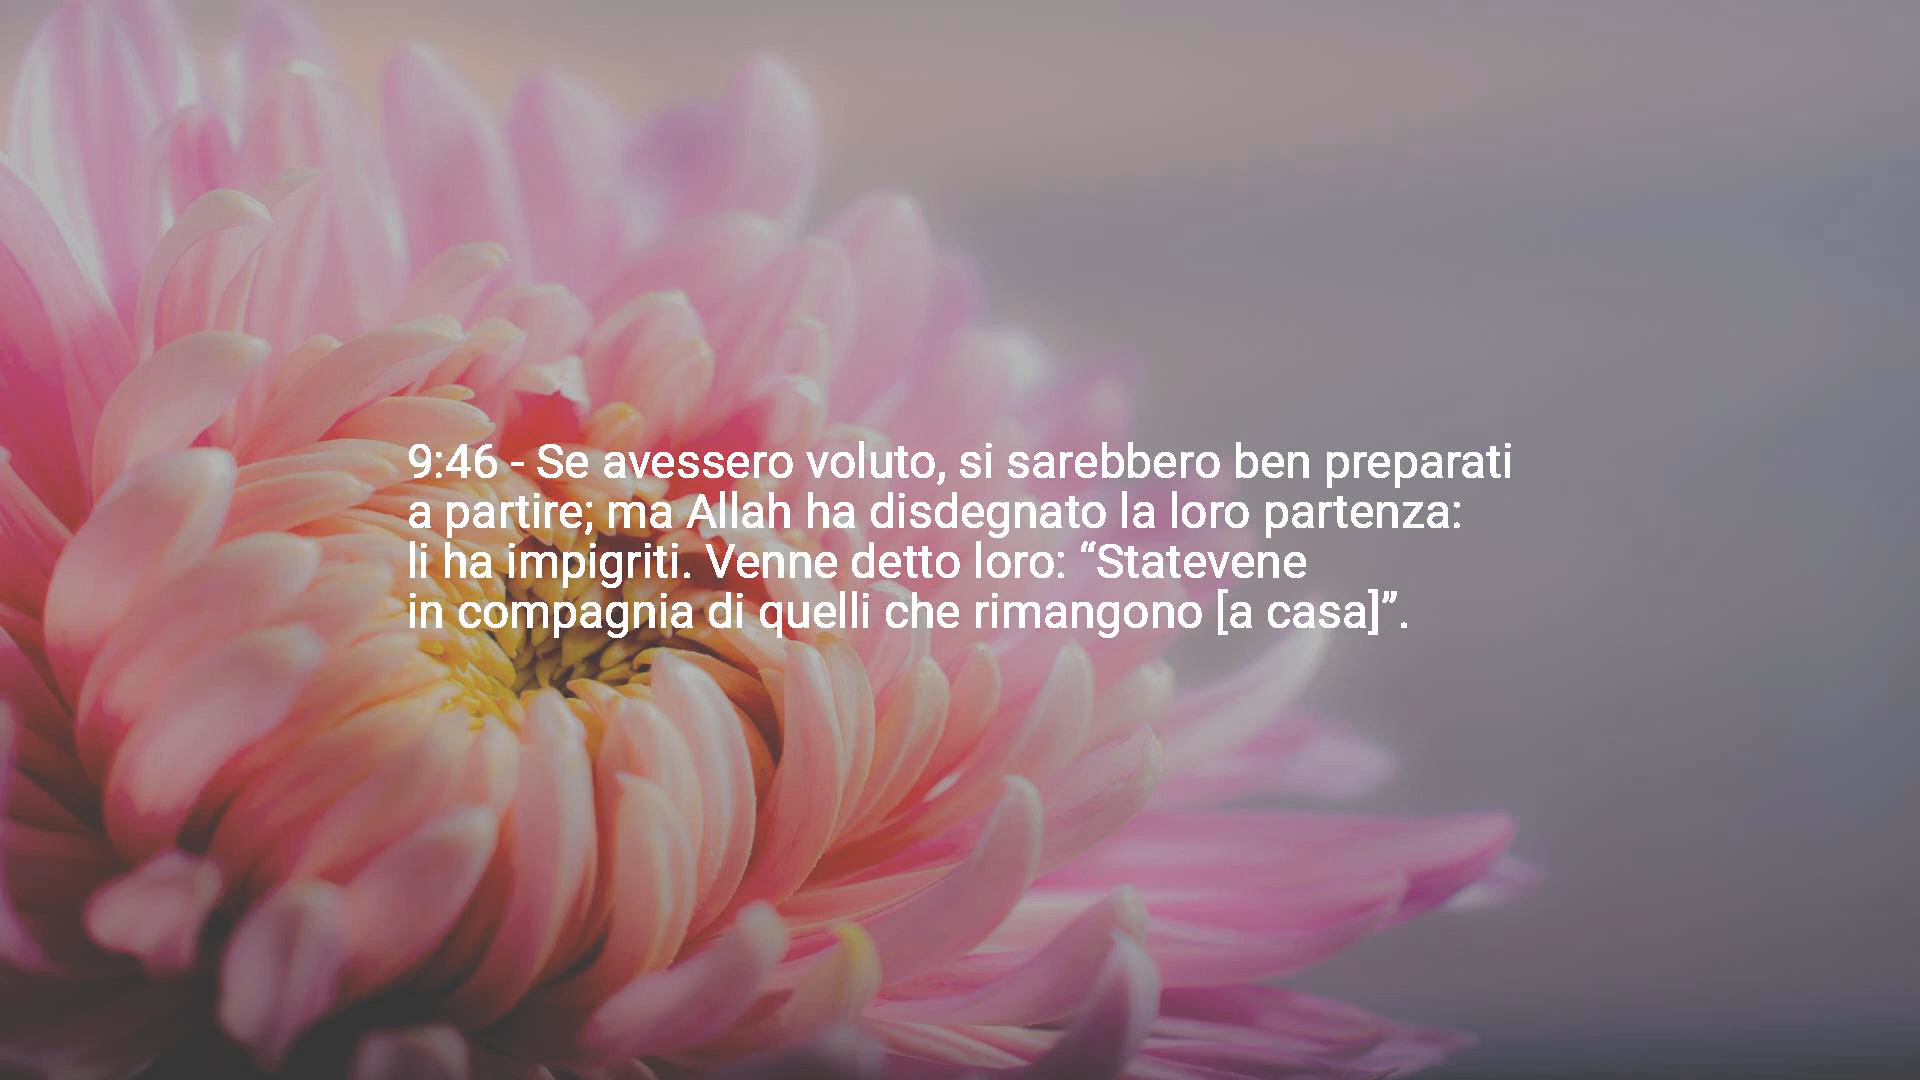 9:46 - Se avessero voluto, si sarebbero ben preparati
a partire; ma Allah ha disdegnato la loro partenza:
li ha impigriti. Venne detto loro: “Statevene
in compagnia di quelli che rimangono [a casa]”.